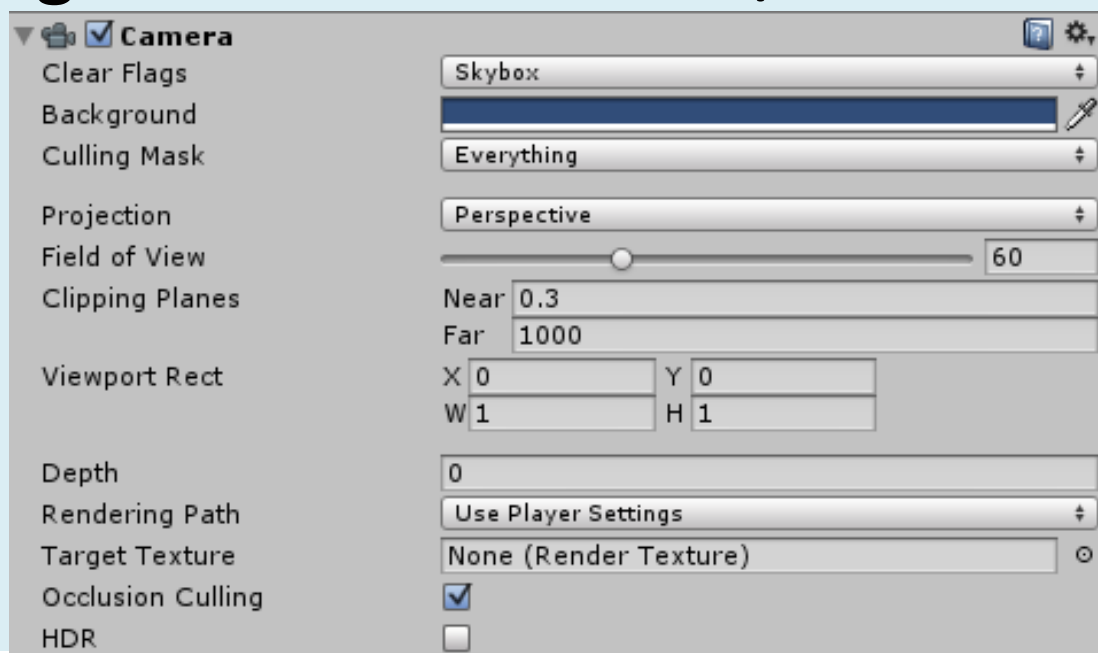 Camera
Clear Flags Skybox
Background
Culling Mask Everything
Projection Perspective
Field of View 60
Clipping Planes Near 0.3
Far 1000
Viewport Rect X 0 Y 0
W 1 H 1
Depth 0
Rendering Path Use Player Settings
Target Texture None (Render Texture)
Occlusion Culling
HDR